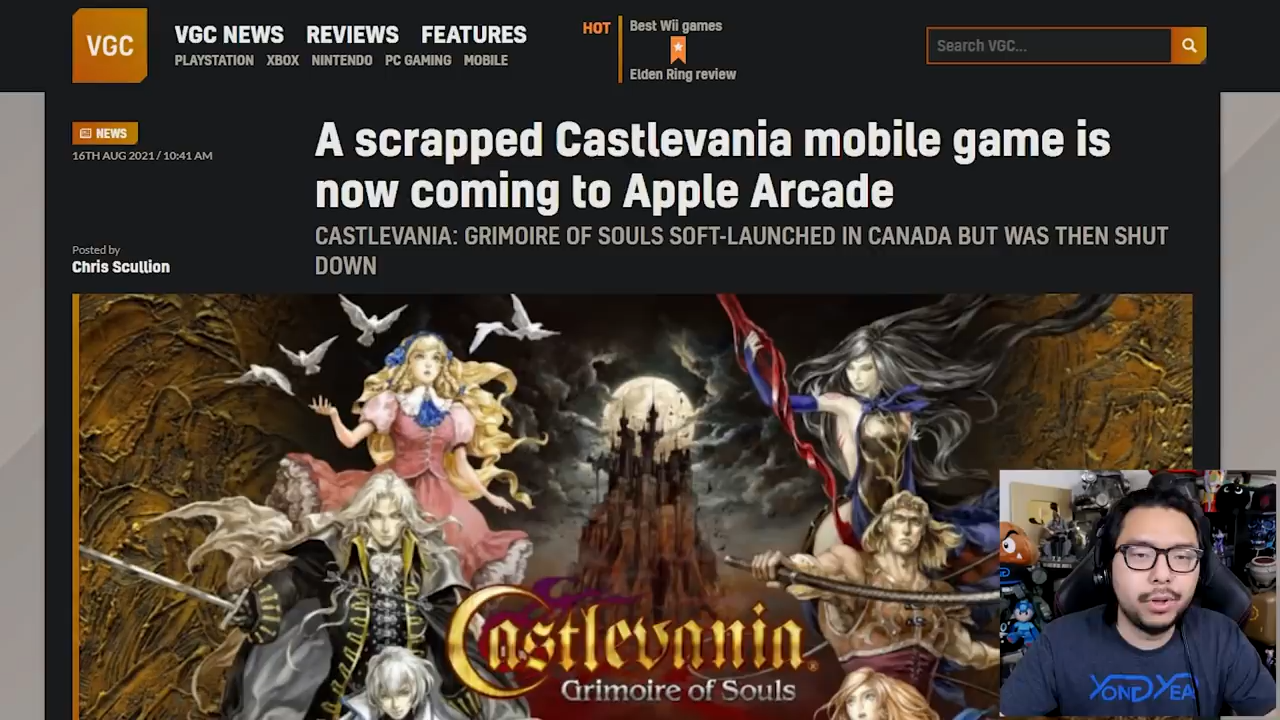 VGC
VGC NEWS REVIEWS FEATURES
PLAYSTATION XBOX NINTENDO PC GAMING MOBILE
HOT
Best Wii games
Elden Ring review
Search VGC...
NEWS
16TH AUG 2021 / 10:41 AM
A scrapped Castlevania mobile game is
now coming to Apple Arcade
CASTLEVANIA: GRIMOIRE OF SOULS SOFT-LAUNCHED IN CANADA BUT WAS THEN SHUT
DOWN
Posted by
Chris Scullion
Castlevania®
Grimoire of Souls
YONGYEA